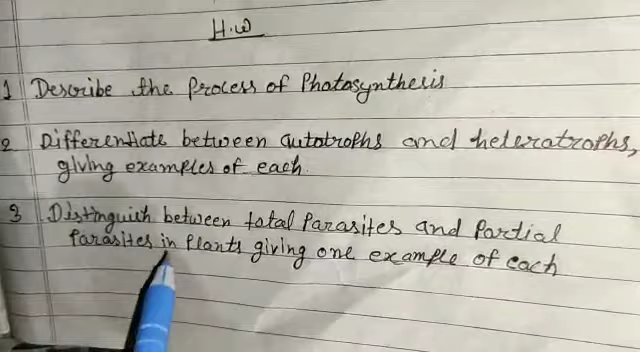 H.W
1 Describe the Process of Photosynthesis
2 Differentiate between autotrophs and heterotrophs,
giving examples of each.
3 Distinguish between total Parasites and Partial
Parasites in Plants giving one example of each